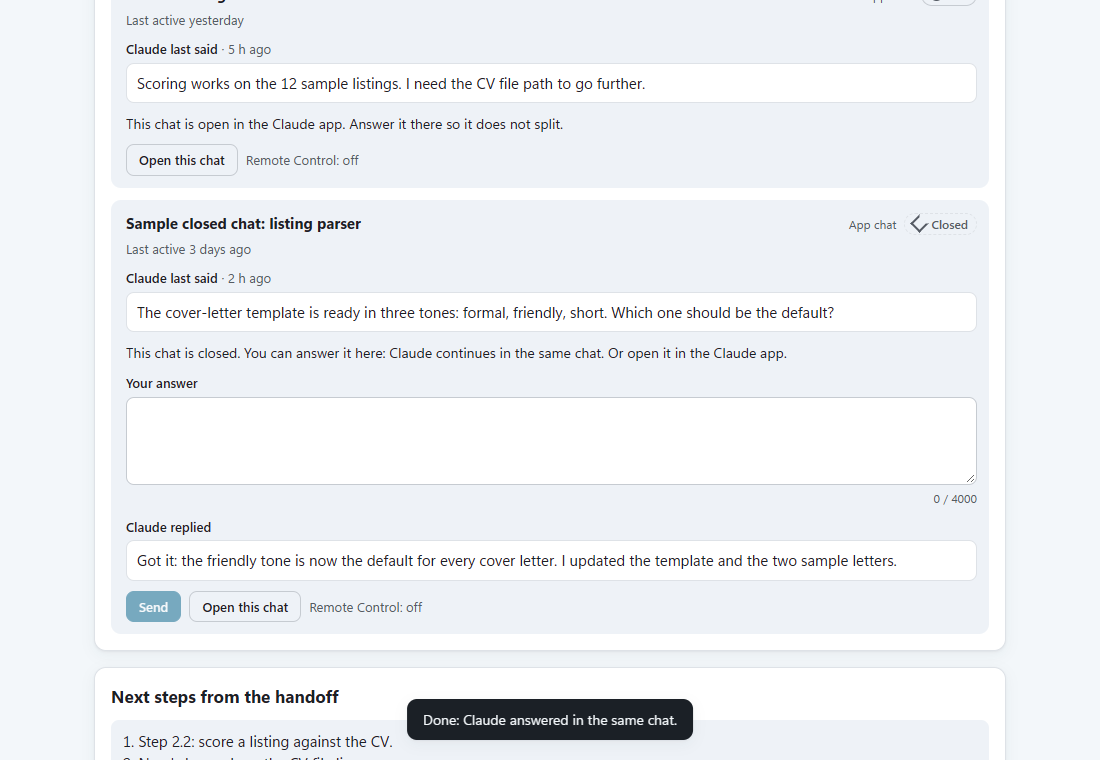 Last active yesterday
Claude last said · 5 h ago
Scoring works on the 12 sample listings. I need the CV file path to go further.
This chat is open in the Claude app. Answer it there so it does not split.
Open this chat Remote Control: off
Sample closed chat: listing parser
App chat Closed
Last active 3 days ago
Claude last said · 2 h ago
The cover-letter template is ready in three tones: formal, friendly, short. Which one should be the default?
This chat is closed. You can answer it here: Claude continues in the same chat. Or open it in the Claude app.
Your answer
0 / 4000
Claude replied
Got it: the friendly tone is now the default for every cover letter. I updated the template and the two sample letters.
Send Open this chat Remote Control: off
Next steps from the handoff
Done: Claude answered in the same chat.
1. Step 2.2: score a listing against the CV.